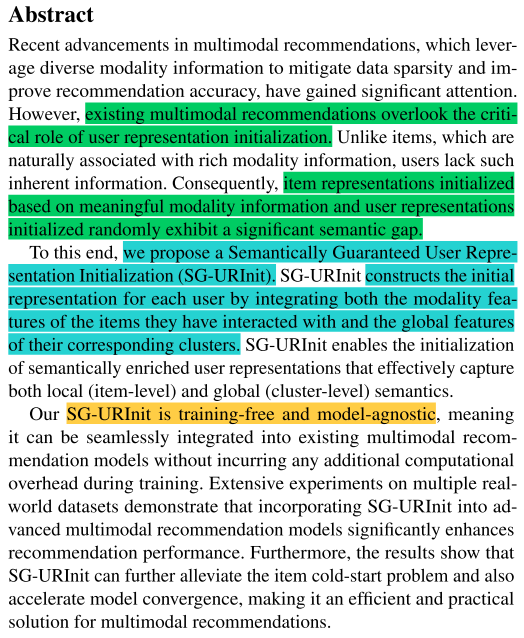 Abstract
Recent advancements in multimodal recommendations, which lever-
age diverse modality information to mitigate data sparsity and im-
prove recommendation accuracy, have gained significant attention.
However, existing multimodal recommendations overlook the criti-
cal role of user representation initialization. Unlike items, which are
naturally associated with rich modality information, users lack such
inherent information. Consequently, item representations initialized
based on meaningful modality information and user representations
initialized randomly exhibit a significant semantic gap.
To this end, we propose a Semantically Guaranteed User Repre-
sentation Initialization (SG-URInit). SG-URInit constructs the initial
representation for each user by integrating both the modality fea-
tures of the items they have interacted with and the global features
of their corresponding clusters. SG-URInit enables the initialization
of semantically enriched user representations that effectively capture
both local (item-level) and global (cluster-level) semantics.
Our SG-URInit is training-free and model-agnostic, meaning
it can be seamlessly integrated into existing multimodal recom-
mendation models without incurring any additional computational
overhead during training. Extensive experiments on multiple real-
world datasets demonstrate that incorporating SG-URInit into ad-
vanced multimodal recommendation models significantly enhances
recommendation performance. Furthermore, the results show that
SG-URInit can further alleviate the item cold-start problem and also
accelerate model convergence, making it an efficient and practical
solution for multimodal recommendations.